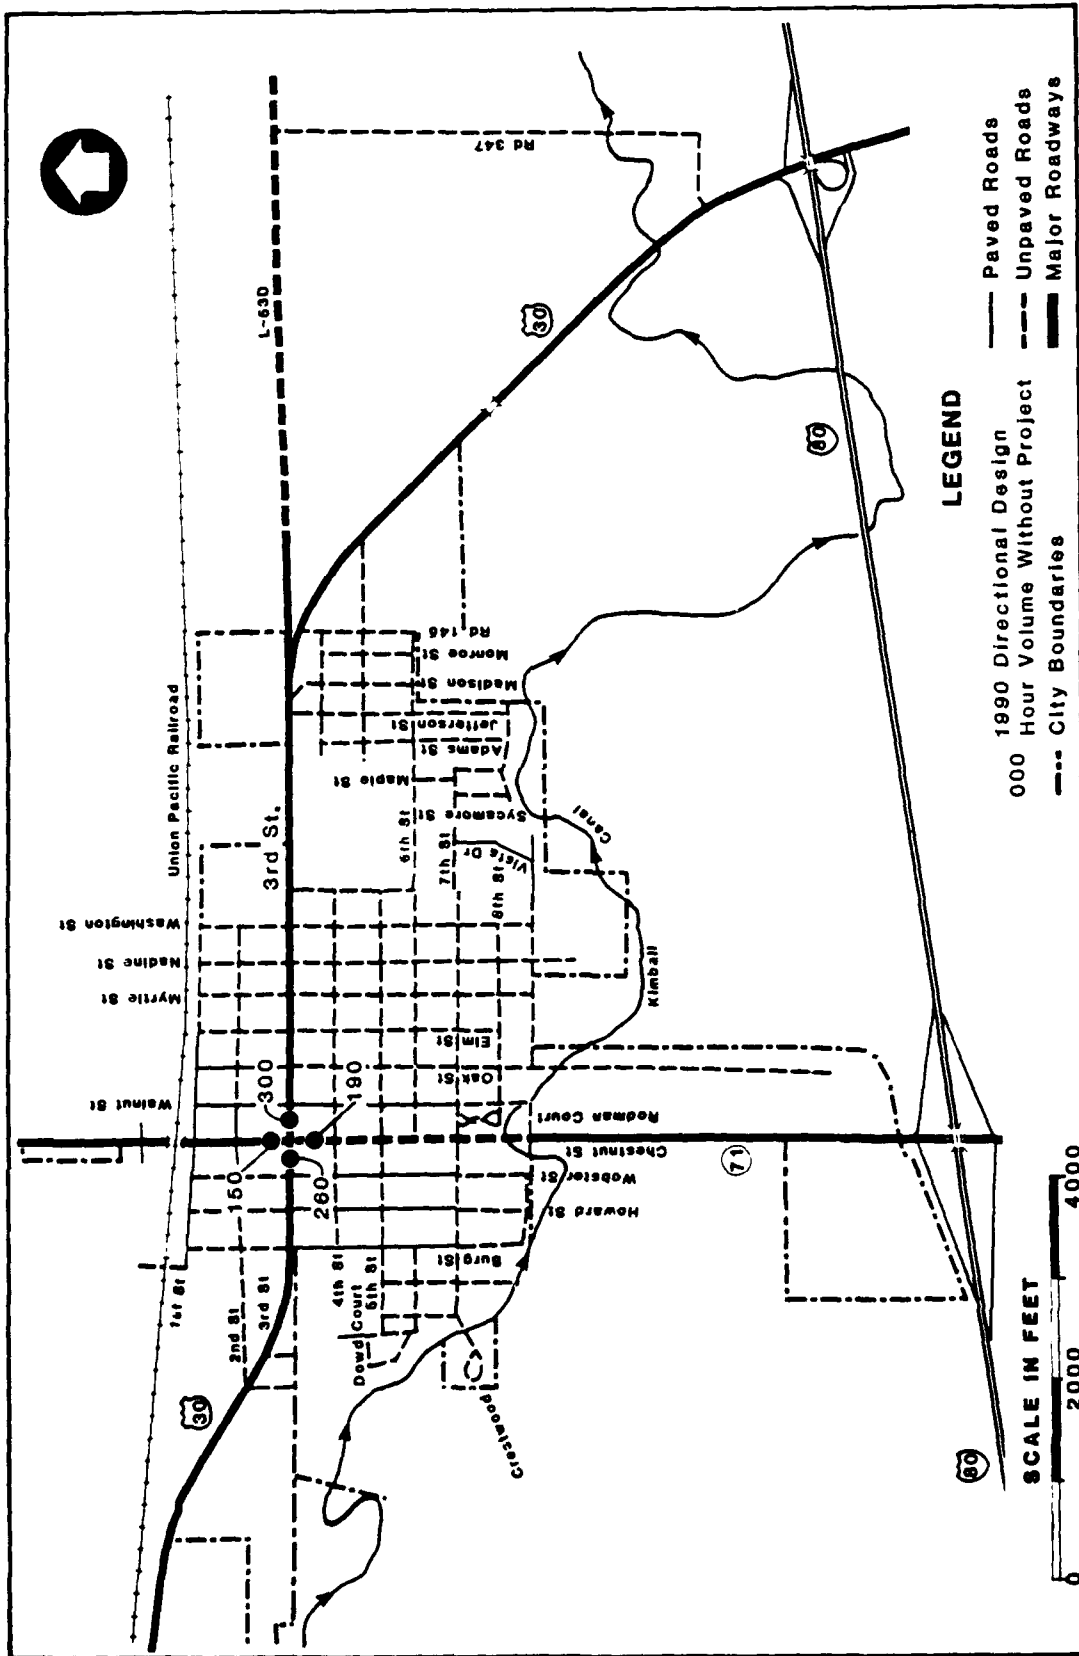 Union Pacific Railroad
L-53D
3rd St.
Rd 347
30
80
1st St
2nd St
3rd St
4th St
5th St
6th St
7th St
8th St
Dowd Court
Crestwood
Burg St
Howard St
Webster St
Chestnut St
Rodman Court
Walnut St
Oak St
Elm St
Myrtle St
Nadine St
Washington St
Vista Dr
Sycamore St
Maple St
Adams St
Jefferson St
Madison St
Monroe St
Rd 146
150
300
260
190
Kimball
Canal
71
30
80
LEGEND
000 1990 Directional Design
Hour Volume Without Project
City Boundaries
Paved Roads
Unpaved Roads
Major Roadways
SCALE IN FEET
0 2000 4000